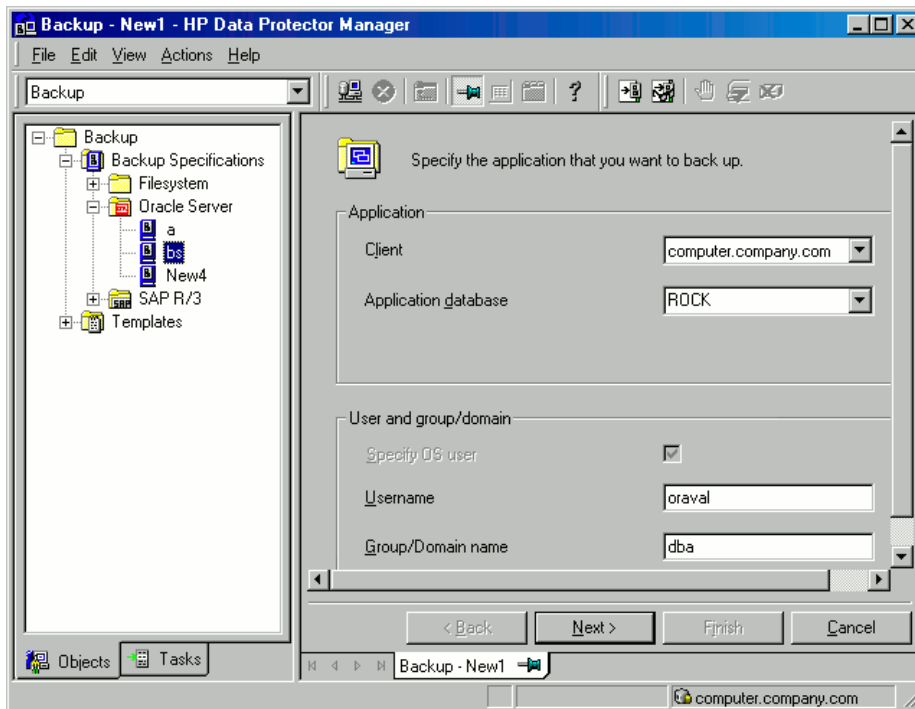 Backup - New1 - HP Data Protector Manager
File Edit View Actions Help
Backup
Backup
Backup Specifications
Filesystem
Oracle Server
a
bs
New4
SAP R/3
Templates
Objects
Tasks
Specify the application that you want to back up.
Application
Client
computer.company.com
Application database
ROCK
User and group/domain
Specify OS user
Username
oraval
Group/Domain name
dba
< Back
Next >
Finish
Cancel
Backup - New1
computer.company.com